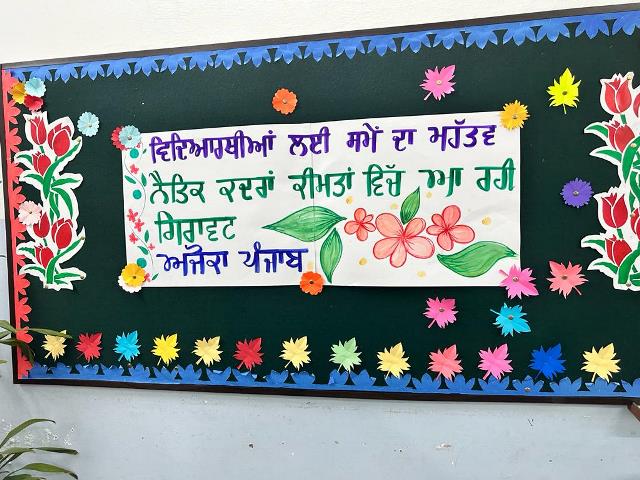 ਵਿਦਿਆਰਥੀਆਂ ਲਈ ਸਮੇਂ ਦਾ ਮਹੱਤਵ
ਨੈਤਿਕ ਕਦਰਾਂ ਕੀਮਤਾਂ ਵਿੱਚ ਆ ਰਹੀ
ਗਿਰਾਵਟ
ਅਜੋਕਾ ਪੰਜਾਬ